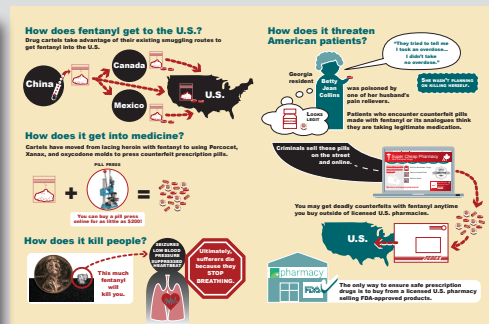 How does fentanyl get to the U.S.?
Drug cartels take advantage of their existing smuggling routes to
get fentanyl into the U.S.
China
Canada
Mexico
U.S.
How does it get into medicine?
Cartels have moved from lacing heroin with fentanyl to using Percocet,
Xanax, and oxycodone molds to press counterfeit prescription pills.
PILL PRESS
You can buy a pill press
online for as little as $200!
How does it kill people?
This much
fentanyl
will
kill you.
SEIZURES
LOW BLOOD
PRESSURE
SUPPRESSED
HEARTBEAT
Ultimately,
sufferers die
because they
STOP
BREATHING.
How does it threaten
American patients?
"They tried to tell me
I took an overdose...
I didn't take
no overdose."
Georgia
resident
Betty
Jean
Collins
was poisoned by
one of her husband's
pain relievers.
SHE WASN'T PLANNING
ON KILLING HERSELF.
LOOKS
LEGIT
Patients who encounter counterfeit pills
made with fentanyl or its analogues think
they are taking legitimate medication.
Criminals sell these pills
on the street
and online.
Super Cheap Pharmacy
You may get deadly counterfeits with fentanyl anytime
you buy outside of licensed U.S. pharmacies.
U.S.
pharmacy
FDA
The only way to ensure safe prescription
drugs is to buy from a licensed U.S. pharmacy
selling FDA-approved products.